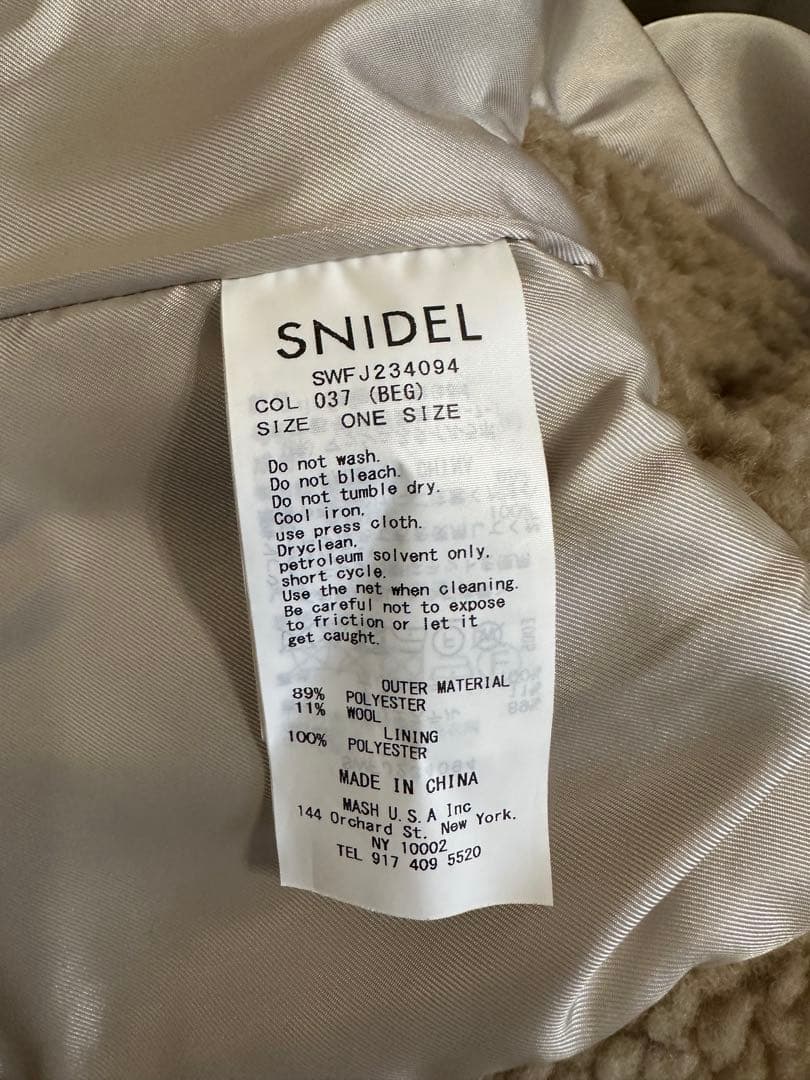 SNIDEL
SWFJ234094
COL 037 (BEG)
SIZE ONE SIZE
Do not wash.
Do not bleach.
Do not tumble dry.
Cool iron.
use press cloth.
Dryclean.
petroleum solvent only.
short cycle.
Use the net when cleaning.
Be careful not to expose
to friction or let it
get caught.
OUTER MATERIAL
89% POLYESTER
11% WOOL
LINING
100% POLYESTER
MADE IN CHINA
MASH U.S.A Inc
144 Orchard St. New York.
NY 10002
TEL 917 409 5520